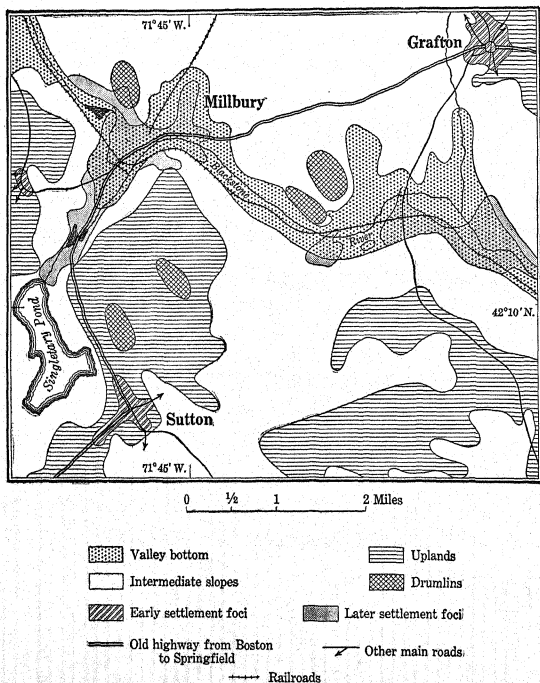 71°45' W.
Grafton
Millbury
Blackstone
River
42°10' N.
Singletary Pond
Sutton
71°45' W.
0 ½ 1 2 Miles
Valley bottom
Uplands
Intermediate slopes
Drumlins
Early settlement foci
Later settlement foci
Old highway from Boston
to Springfield
Other main roads
Railroads